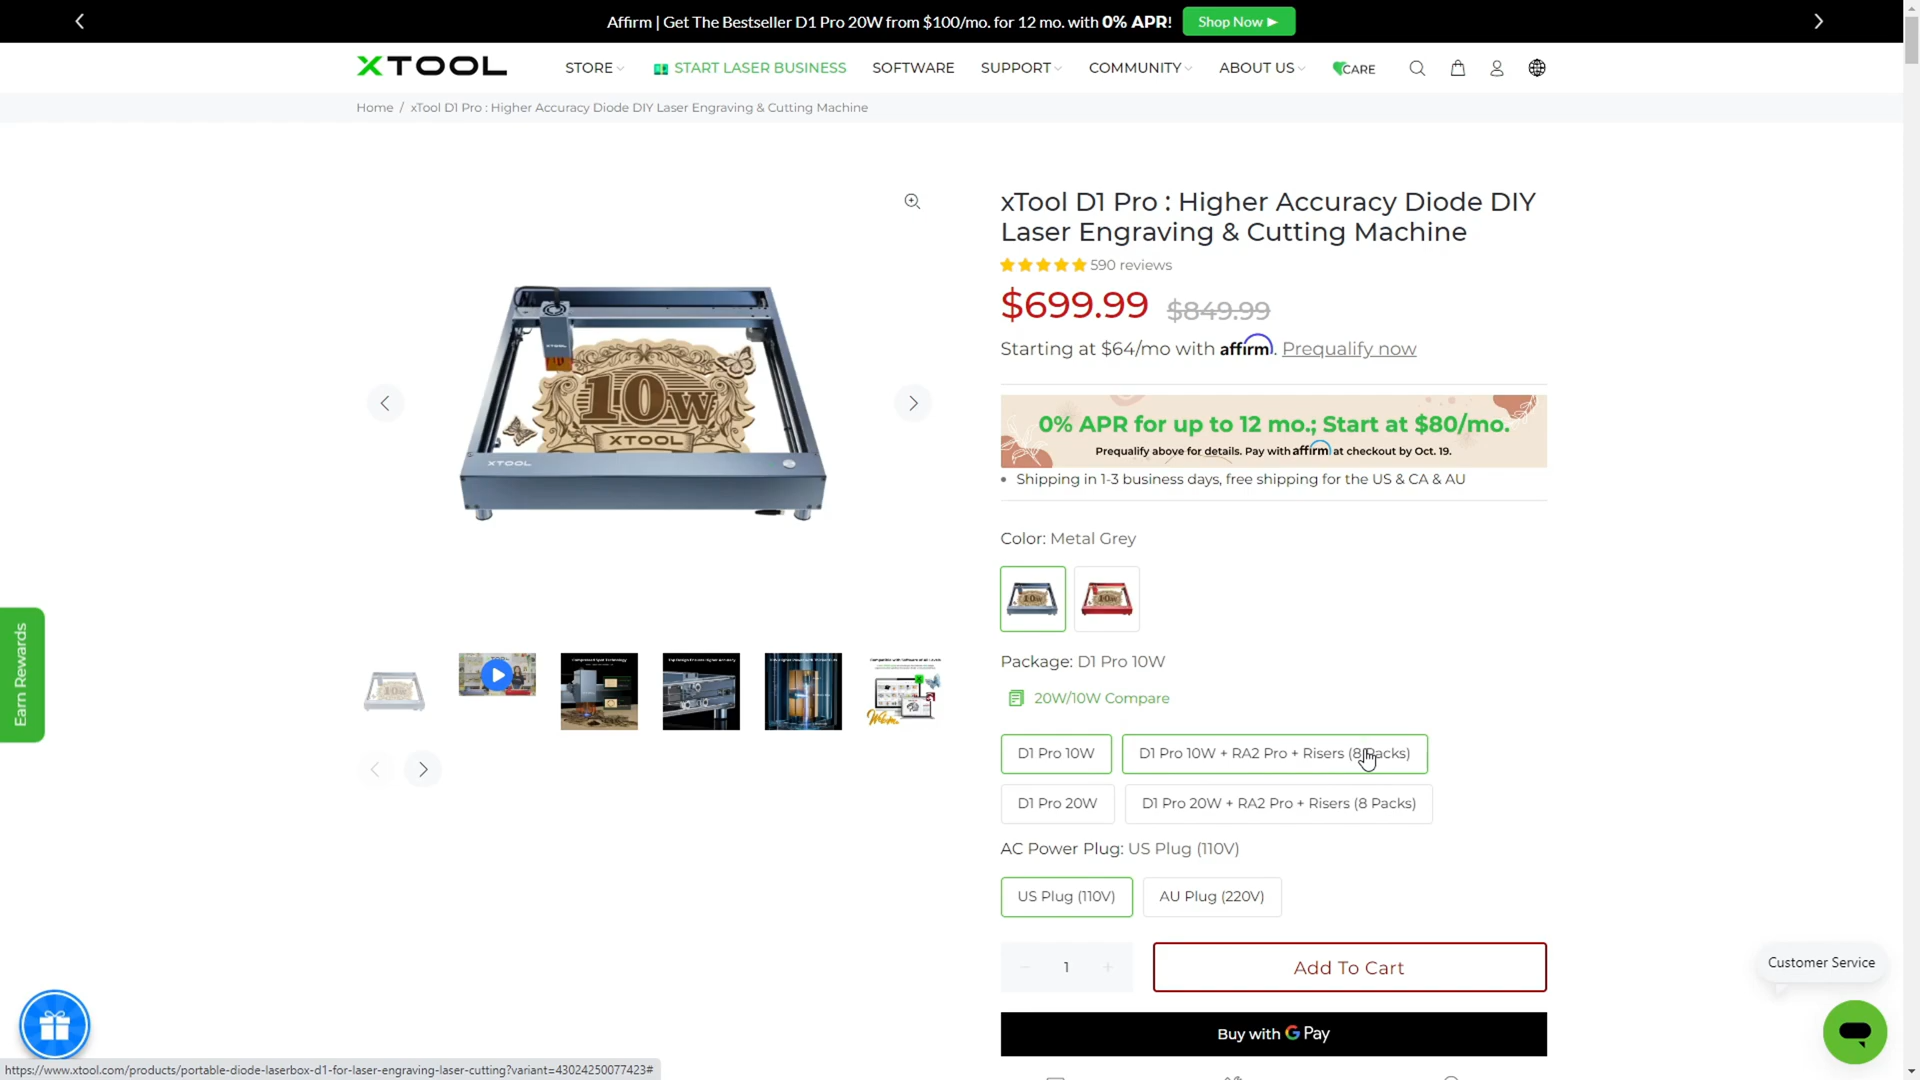 Affirm | Get The Bestseller D1 Pro 20W from $100/mo. for 12 mo. with 0% APR! Shop Now ►
XTOOL
STORE
START LASER BUSINESS
SOFTWARE
SUPPORT
COMMUNITY
ABOUT US
CARE
Home / xTool D1 Pro : Higher Accuracy Diode DIY Laser Engraving & Cutting Machine
10w
XTOOL
XTOOL
XTOOL
xTool D1 Pro : Higher Accuracy Diode DIY
Laser Engraving & Cutting Machine
590 reviews
$699.99 $849.99
Starting at $64/mo with affirm. Prequalify now
0% APR for up to 12 mo.; Start at $80/mo.
Prequalify above for details. Pay with affirm at checkout by Oct. 19.
• Shipping in 1-3 business days, free shipping for the US & CA & AU
Color: Metal Grey
10w
10w
Package: D1 Pro 10W
20W/10W Compare
D1 Pro 10W
D1 Pro 10W + RA2 Pro + Risers (8 Packs)
D1 Pro 20W
D1 Pro 20W + RA2 Pro + Risers (8 Packs)
AC Power Plug: US Plug (110V)
US Plug (110V)
AU Plug (220V)
− 1 +
Add To Cart
Buy with G Pay
Earn Rewards
10w
Customer Service
https://www.xtool.com/products/portable-diode-laserbox-d1-for-laser-engraving-laser-cutting?variant=43024250077423#